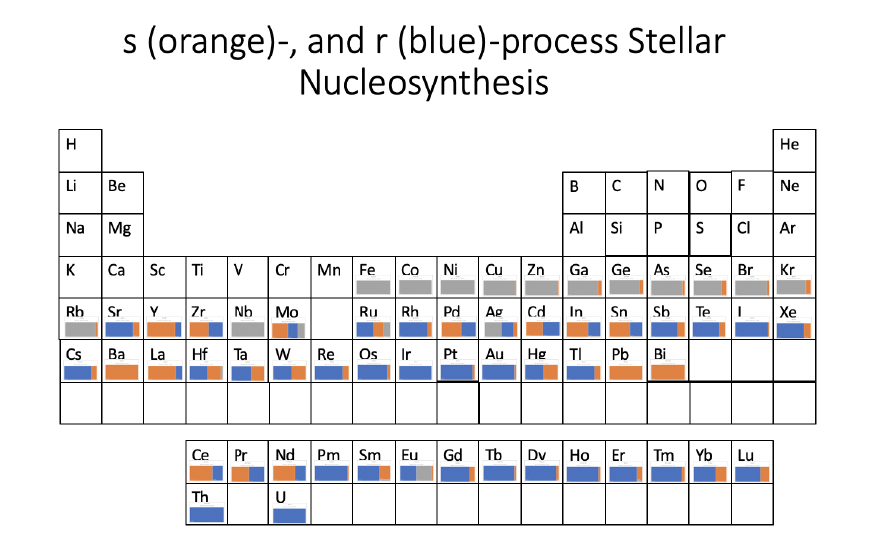 s (orange)-, and r (blue)-process Stellar
Nucleosynthesis
H He
Li Be B C N O F Ne
Na Mg Al Si P S Cl Ar
K Ca Sc Ti V Cr Mn Fe Co Ni Cu Zn Ga Ge As Se Br Kr
Rb Sr Y Zr Nb Mo Ru Rh Pd Ag Cd In Sn Sb Te I Xe
Cs Ba La Hf Ta W Re Os Ir Pt Au Hg Tl Pb Bi
Ce Pr Nd Pm Sm Eu Gd Tb Dv Ho Er Tm Yb Lu
Th U